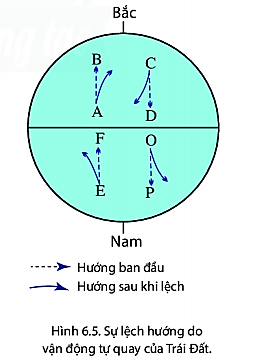 Bắc
B C
A D
F O
E P
Nam
Hướng ban đầu
Hướng sau khi lệch
Hình 6.5. Sự lệch hướng do
vận động tự quay của Trái Đất.